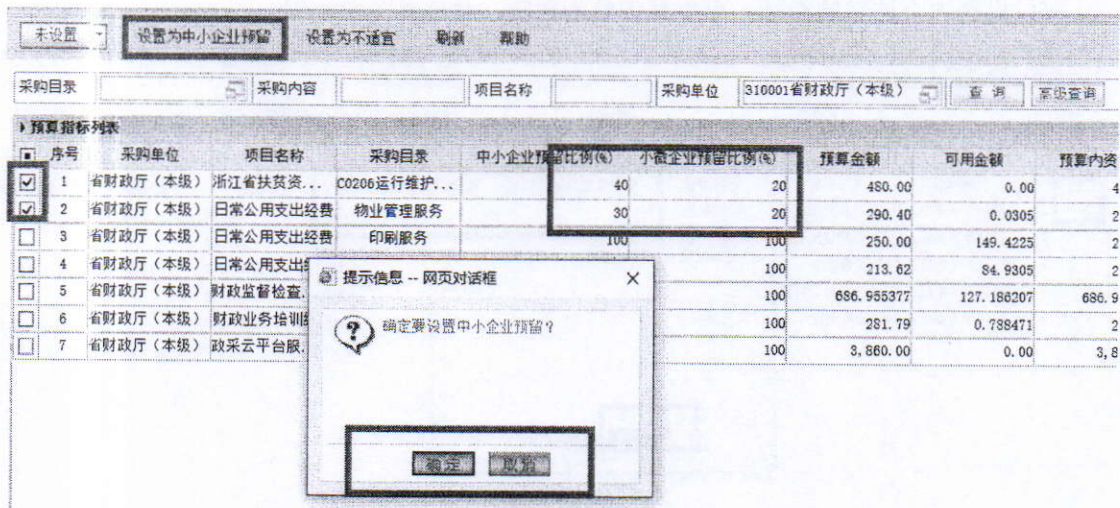 未设置 设置为中小企业预留 设置为不适宜 刷新 帮助
采购目录 采购内容 项目名称 采购单位 310001省财政厅（本级） 查 询 高级查询
预算指标列表
序号 采购单位 项目名称 采购目录 中小企业预留比例(%) 小微企业预留比例(%) 预算金额 可用金额 预算内资
1 省财政厅（本级） 浙江省扶贫资... C0206运行维护... 40 20 480.00 0.00 4
2 省财政厅（本级） 日常公用支出经费 物业管理服务 30 20 290.40 0.0305 2
3 省财政厅（本级） 日常公用支出经费 印刷服务 100 100 250.00 149.4225 2
4 省财政厅（本级） 日常公用支出 100 213.62 84.9305 2
5 省财政厅（本级） 财政监督检查. 100 686.955377 127.186207 686.9
6 省财政厅（本级） 财政业务培训 100 281.79 0.788471 2
7 省财政厅（本级） 政采云平台服. 100 3,860.00 0.00 3,8
提示信息 -- 网页对话框
确定要设置中小企业预留？
确定 取消